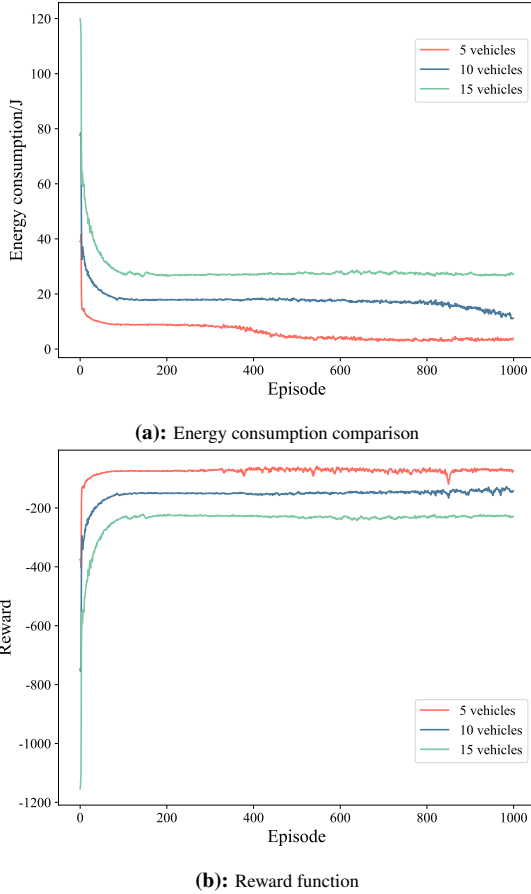 120
100
80
60
40
20
0
Energy consumption/J
5 vehicles
10 vehicles
15 vehicles
0 200 400 600 800 1000
Episode
(a): Energy consumption comparison
-200
-400
-600
-800
-1000
-1200
Reward
5 vehicles
10 vehicles
15 vehicles
0 200 400 600 800 1000
Episode
(b): Reward function